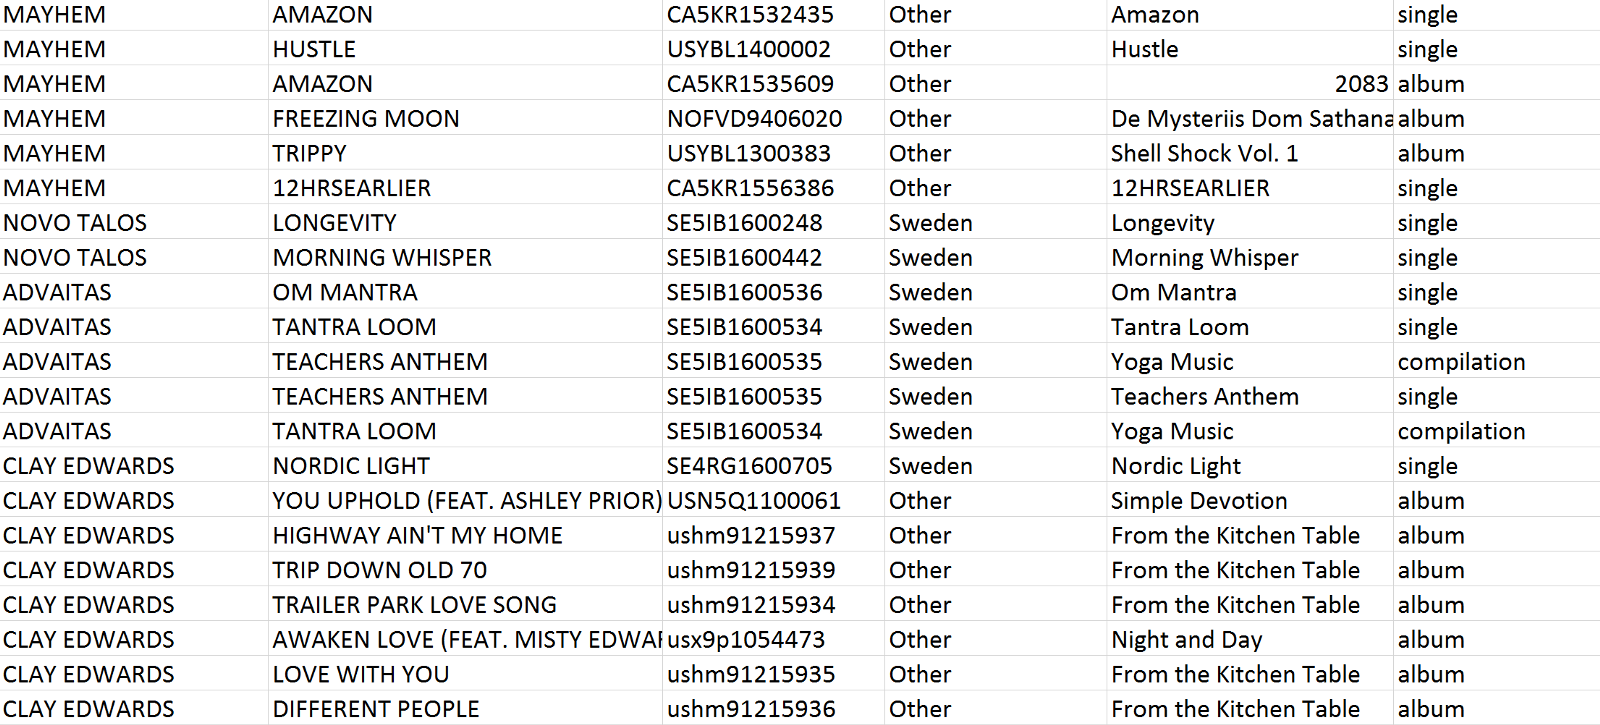 MAYHEM AMAZON CA5KR1532435 Other Amazon single
MAYHEM HUSTLE USYBL1400002 Other Hustle single
MAYHEM AMAZON CA5KR1535609 Other 2083 album
MAYHEM FREEZING MOON NOFVD9406020 Other De Mysteriis Dom Sathana album
MAYHEM TRIPPY USYBL1300383 Other Shell Shock Vol. 1 album
MAYHEM 12HRSEARLIER CA5KR1556386 Other 12HRSEARLIER single
NOVO TALOS LONGEVITY SE5IB1600248 Sweden Longevity single
NOVO TALOS MORNING WHISPER SE5IB1600442 Sweden Morning Whisper single
ADVAITAS OM MANTRA SE5IB1600536 Sweden Om Mantra single
ADVAITAS TANTRA LOOM SE5IB1600534 Sweden Tantra Loom single
ADVAITAS TEACHERS ANTHEM SE5IB1600535 Sweden Yoga Music compilation
ADVAITAS TEACHERS ANTHEM SE5IB1600535 Sweden Teachers Anthem single
ADVAITAS TANTRA LOOM SE5IB1600534 Sweden Yoga Music compilation
CLAY EDWARDS NORDIC LIGHT SE4RG1600705 Sweden Nordic Light single
CLAY EDWARDS YOU UPHOLD (FEAT. ASHLEY PRIOR) USN5Q1100061 Other Simple Devotion album
CLAY EDWARDS HIGHWAY AIN'T MY HOME ushm91215937 Other From the Kitchen Table album
CLAY EDWARDS TRIP DOWN OLD 70 ushm91215939 Other From the Kitchen Table album
CLAY EDWARDS TRAILER PARK LOVE SONG ushm91215934 Other From the Kitchen Table album
CLAY EDWARDS AWAKEN LOVE (FEAT. MISTY EDWAR usx9p1054473 Other Night and Day album
CLAY EDWARDS LOVE WITH YOU ushm91215935 Other From the Kitchen Table album
CLAY EDWARDS DIFFERENT PEOPLE ushm91215936 Other From the Kitchen Table album